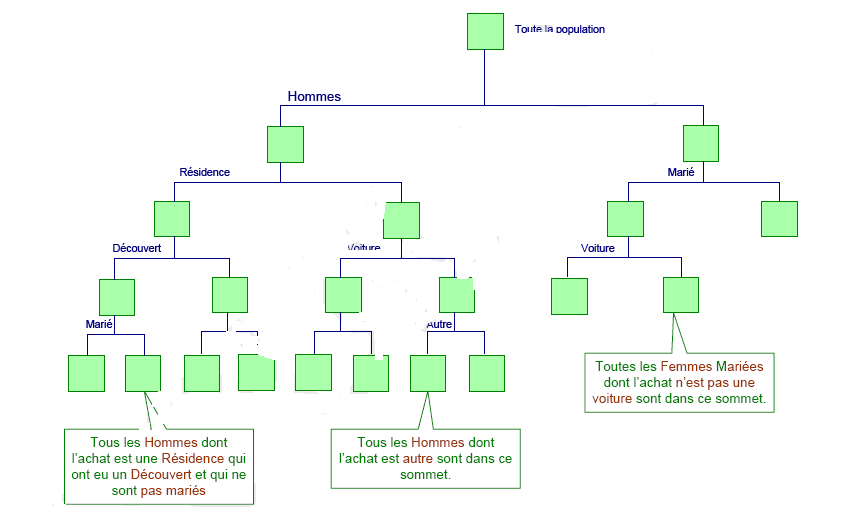 Toute la population
Hommes
Résidence
Marié
Découvert
Voiture
Voiture
Marié
Autre
Toutes les Femmes Mariées
dont l'achat n'est pas une
voiture sont dans ce sommet.
Tous les Hommes dont
l'achat est une Résidence qui
ont eu un Découvert et qui ne
sont pas mariés
Tous les Hommes dont
l'achat est autre sont dans ce
sommet.